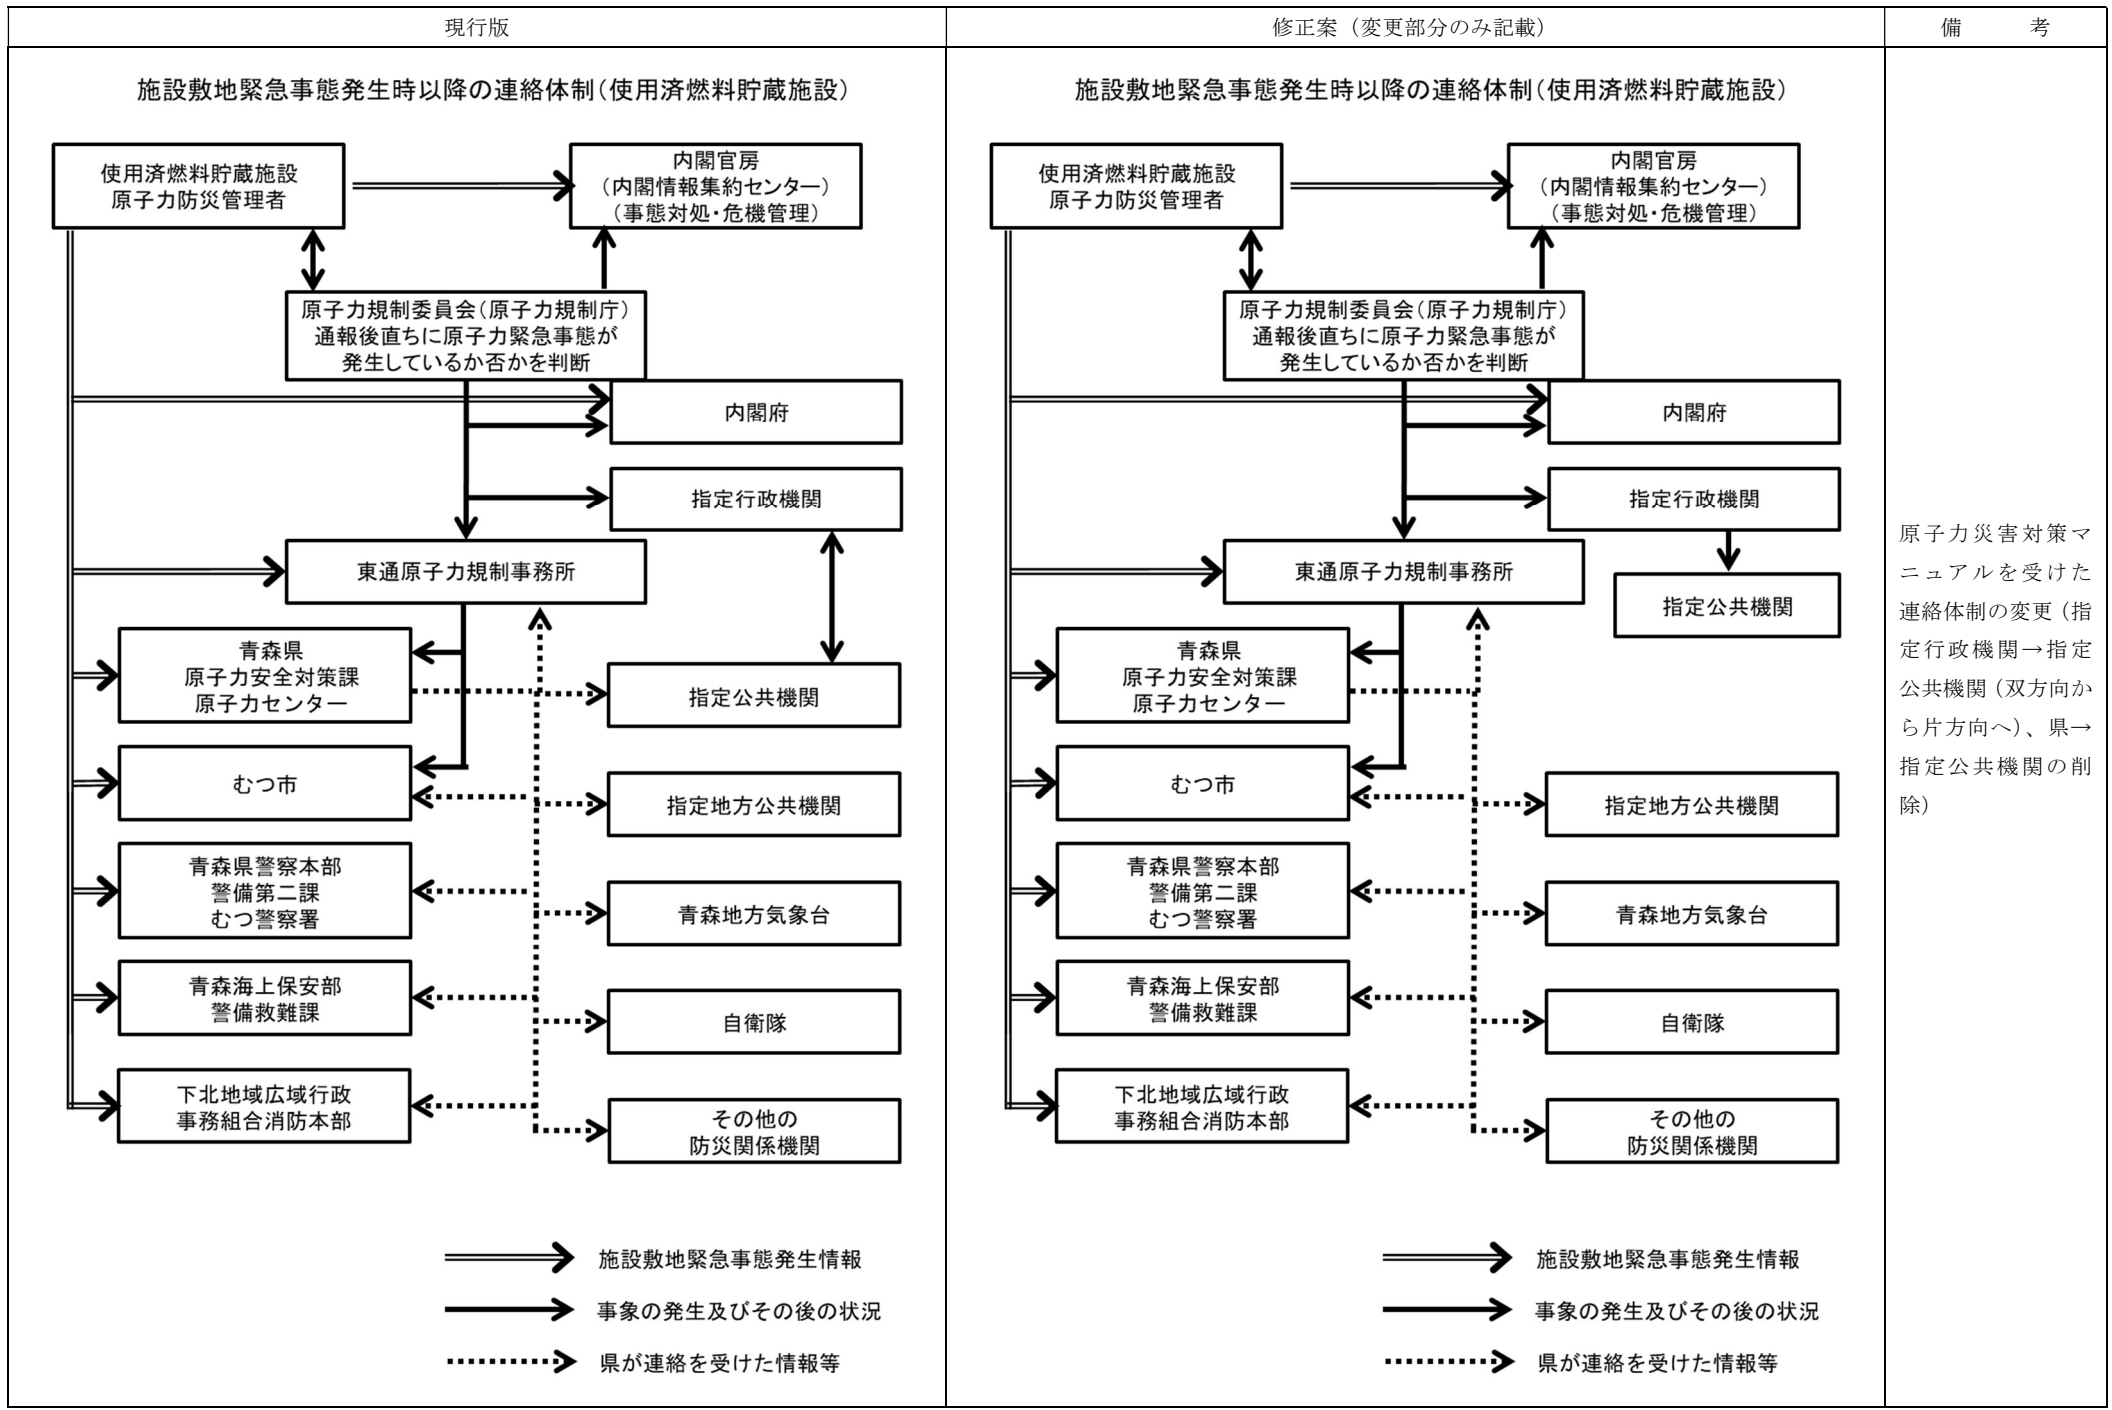 現行版
修正案（変更部分のみ記載）
備　考
施設敷地緊急事態発生時以降の連絡体制（使用済燃料貯蔵施設）
使用済燃料貯蔵施設
原子力防災管理者
内閣官房
（内閣情報集約センター）
（事態対処・危機管理）
原子力規制委員会（原子力規制庁）
通報後直ちに原子力緊急事態が
発生しているか否かを判断
内閣府
指定行政機関
東通原子力規制事務所
青森県
原子力安全対策課
原子力センター
指定公共機関
むつ市
指定地方公共機関
青森県警察本部
警備第二課
むつ警察署
青森地方気象台
青森海上保安部
警備救難課
自衛隊
下北地域広域行政
事務組合消防本部
その他の
防災関係機関
施設敷地緊急事態発生情報
事象の発生及びその後の状況
県が連絡を受けた情報等
施設敷地緊急事態発生時以降の連絡体制（使用済燃料貯蔵施設）
使用済燃料貯蔵施設
原子力防災管理者
内閣官房
（内閣情報集約センター）
（事態対処・危機管理）
原子力規制委員会（原子力規制庁）
通報後直ちに原子力緊急事態が
発生しているか否かを判断
内閣府
指定行政機関
東通原子力規制事務所
指定公共機関
青森県
原子力安全対策課
原子力センター
むつ市
指定地方公共機関
青森県警察本部
警備第二課
むつ警察署
青森地方気象台
青森海上保安部
警備救難課
自衛隊
下北地域広域行政
事務組合消防本部
その他の
防災関係機関
施設敷地緊急事態発生情報
事象の発生及びその後の状況
県が連絡を受けた情報等
原子力災害対策マ
ニュアルを受けた
連絡体制の変更（指
定行政機関→指定
公共機関（双方向か
ら片方向へ）、県→
指定公共機関の削
除）